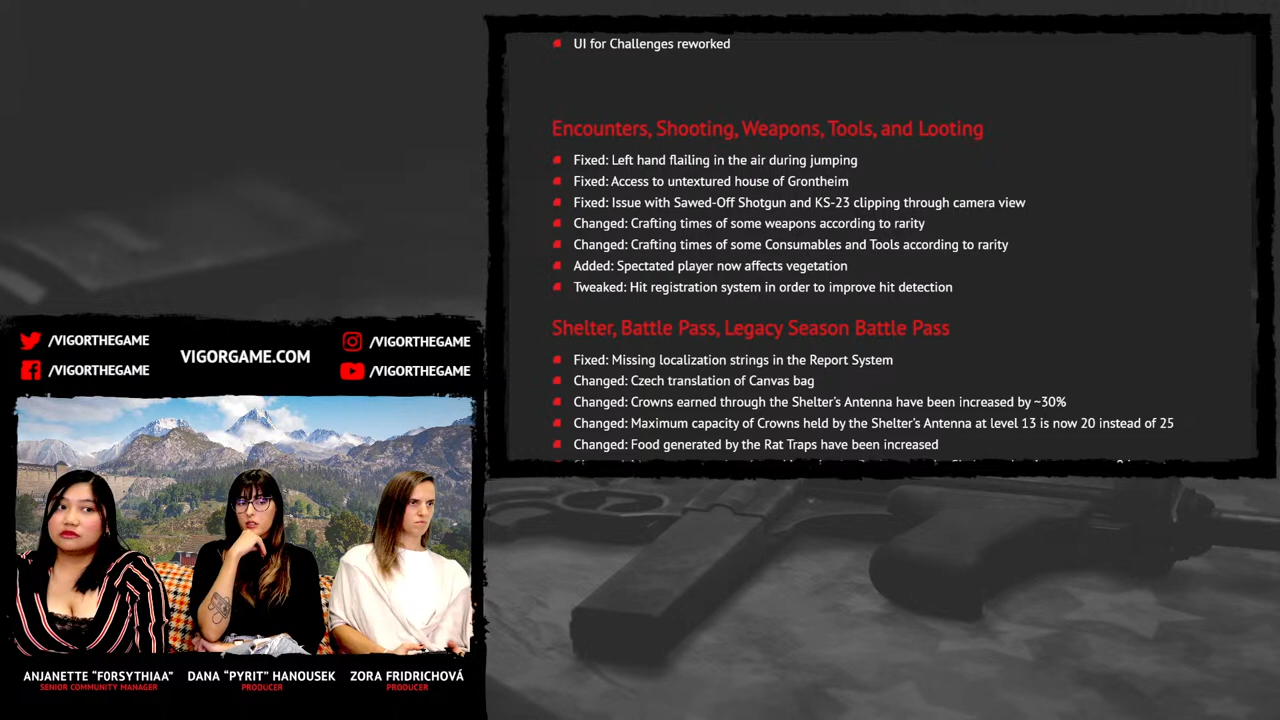 UI for Challenges reworked
Encounters, Shooting, Weapons, Tools, and Looting
Fixed: Left hand flailing in the air during jumping
Fixed: Access to untextured house of Grontheim
Fixed: Issue with Sawed-Off Shotgun and KS-23 clipping through camera view
Changed: Crafting times of some weapons according to rarity
Changed: Crafting times of some Consumables and Tools according to rarity
Added: Spectated player now affects vegetation
Tweaked: Hit registration system in order to improve hit detection
Shelter, Battle Pass, Legacy Season Battle Pass
Fixed: Missing localization strings in the Report System
Changed: Czech translation of Canvas bag
Changed: Crowns earned through the Shelter's Antenna have been increased by ~30%
Changed: Maximum capacity of Crowns held by the Shelter's Antenna at level 13 is now 20 instead of 25
Changed: Food generated by the Rat Traps have been increased
/VIGORTHEGAME
/VIGORTHEGAME
VIGORGAME.COM
/VIGORTHEGAME
/VIGORTHEGAME
ANJANETTE "F0RSYTHIAA"
SENIOR COMMUNITY MANAGER
DANA "PYRIT" HANOUSEK
PRODUCER
ZORA FRIDRICHOVÁ
PRODUCER